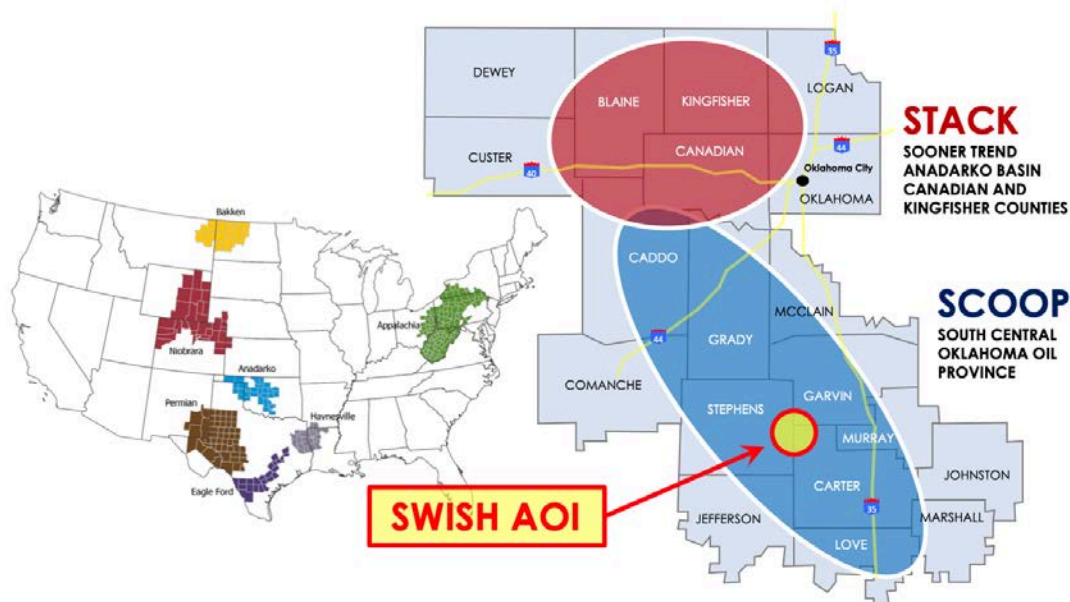 Bakken
Niobrara
Appalachia
Anadarko
Permian
Haynesville
Eagle Ford
SWISH AOI
DEWEY
BLAINE
KINGFISHER
LOGAN
35
CUSTER
40
CANADIAN
44
Oklahoma City
OKLAHOMA
CADDO
MCCLAIN
GRADY
44
COMANCHE
STEPHENS
GARVIN
MURRAY
CARTER
JOHNSTON
35
JEFFERSON
MARSHALL
LOVE
STACK
SOONER TREND
ANADARKO BASIN
CANADIAN AND
KINGFISHER COUNTIES
SCOOP
SOUTH CENTRAL
OKLAHOMA OIL
PROVINCE